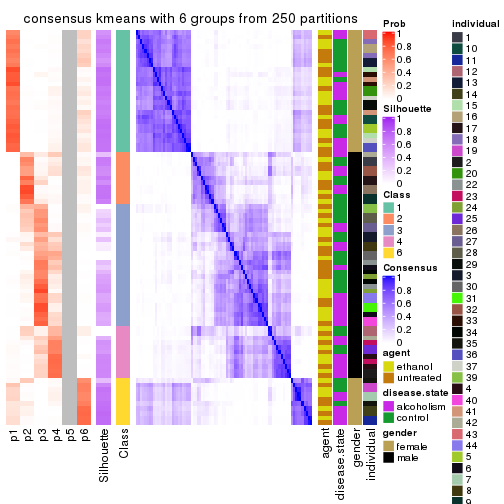 consensus kmeans with 6 groups from 250 partitions
p1
p2
p3
p4
p5
p6
Silhouette
Class
agent
disease.state
gender
individual
Prob
0.8
0.6
0.4
0.2
0
Silhouette
1
0.8
0.6
0.4
0.2
0
Class
1
2
3
4
6
Consensus
1
0.8
0.6
0.4
0.2
0
agent
ethanol
untreated
disease.state
alcoholism
control
gender
female
male
individual
1
10
11
12
13
14
15
16
17
18
19
2
20
22
23
24
25
26
27
28
29
3
30
31
32
33
34
35
36
37
39
4
40
41
42
43
44
5
6
7
8
9